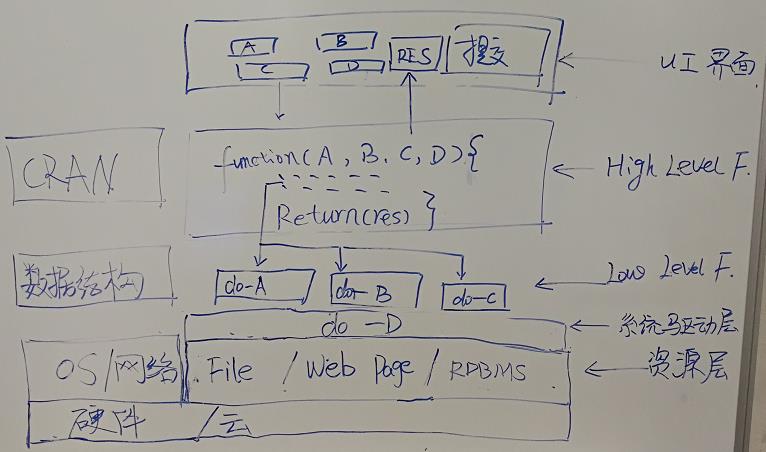 A B RES 提交 UI界面
C D
CRAN function(A, B. C, D){ High Level F.
Return(res) }
数据结构 do-A do-B do-C Low Level F.
do-D 系统驱动层
OS/网络 File / Web Page / RDBMS 资源层
硬件 /云